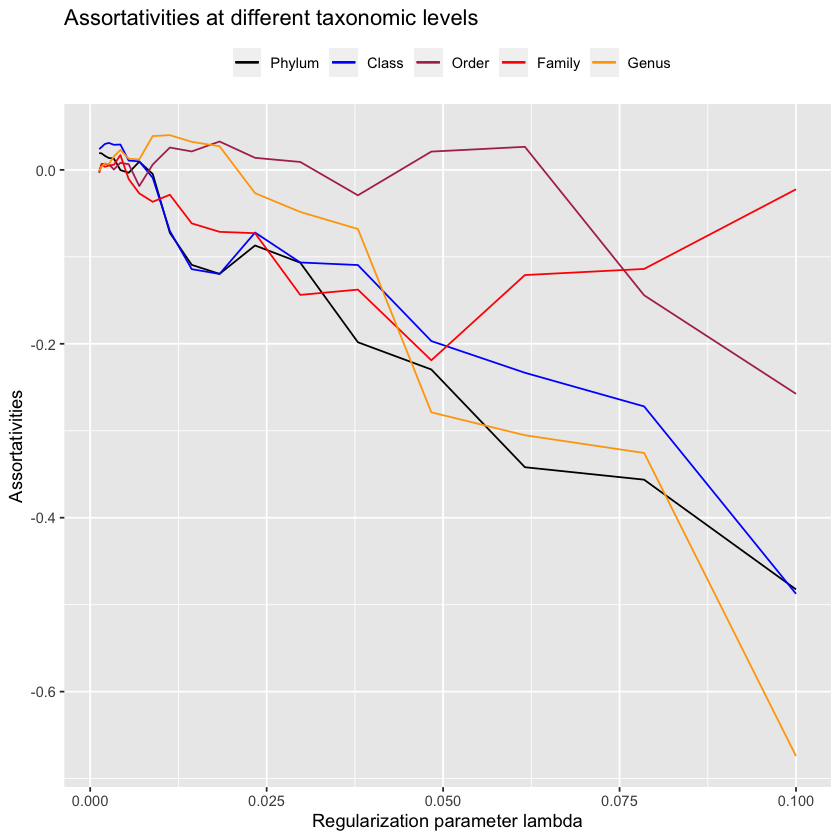 Assortativities at different taxonomic levels
Phylum Class Order Family Genus
0.0
-0.2
-0.4
-0.6
Assortativities
0.000 0.025 0.050 0.075 0.100
Regularization parameter lambda